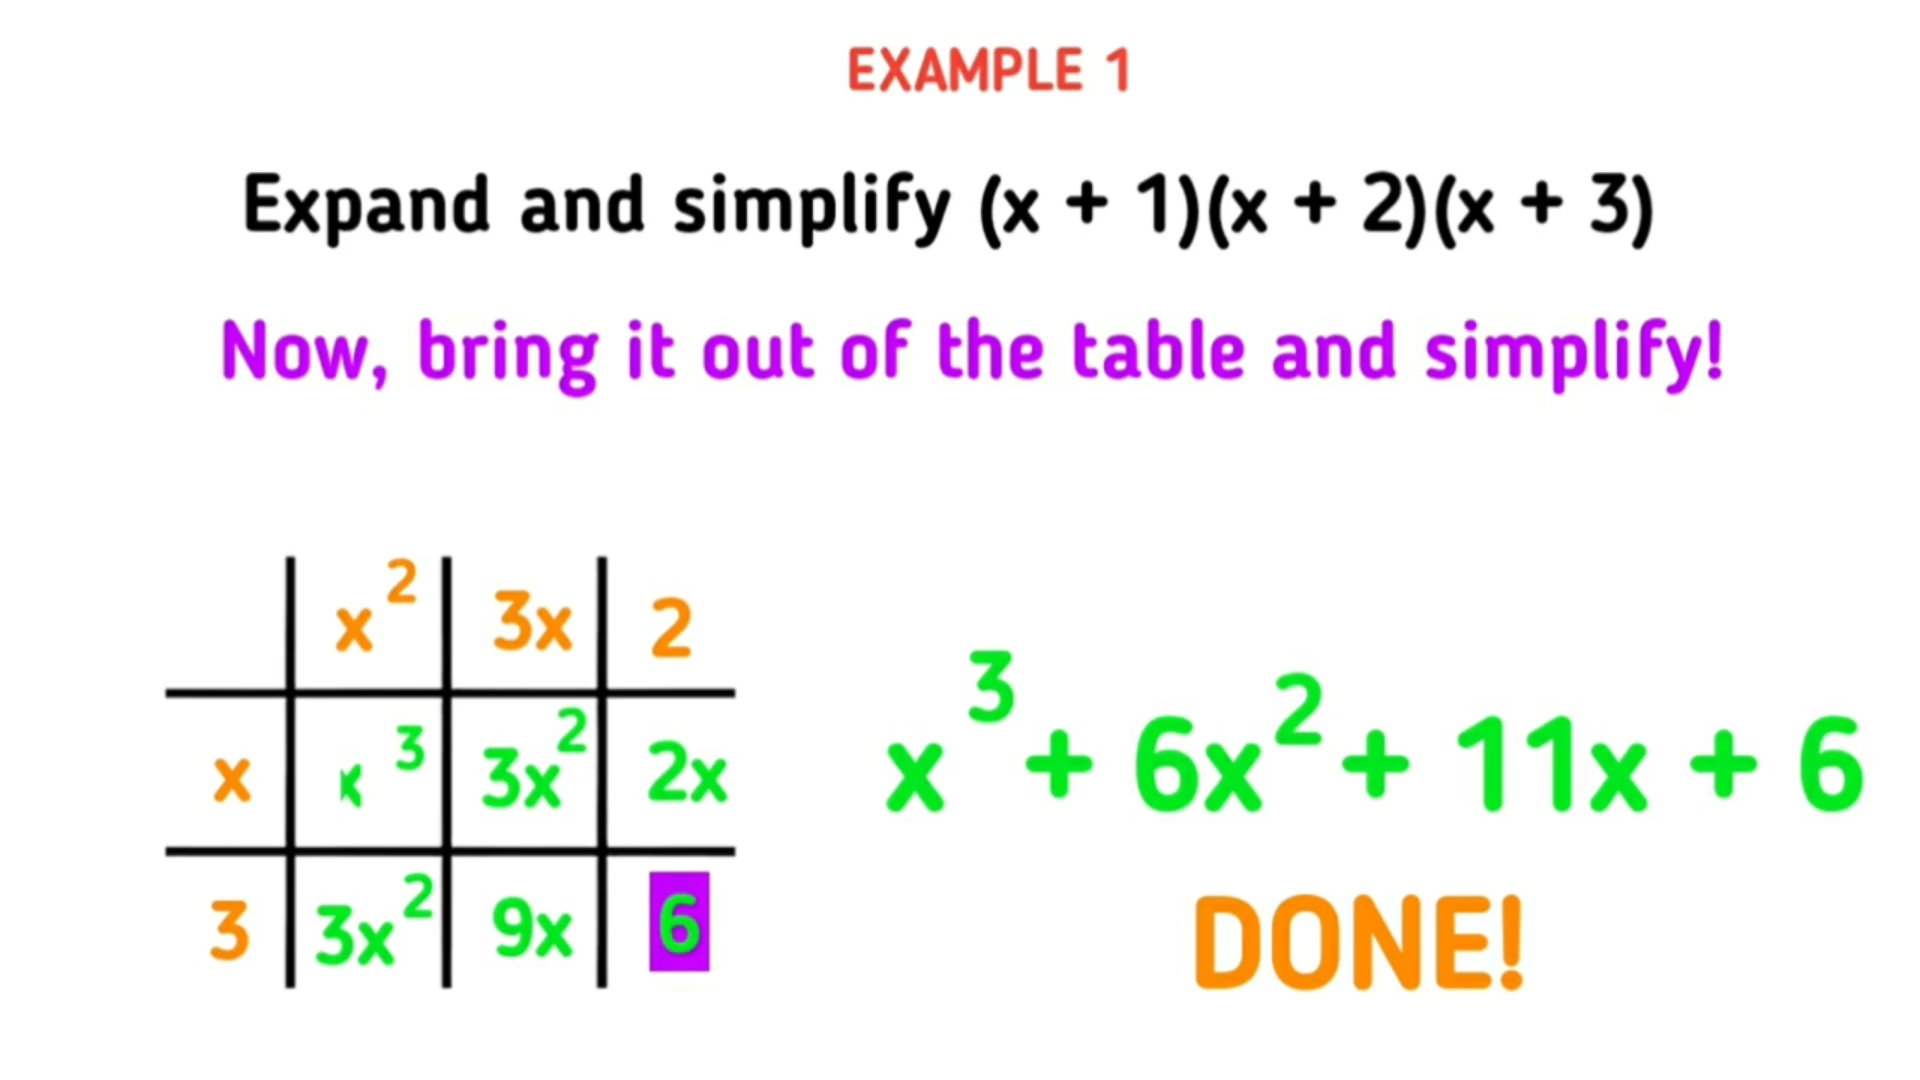 EXAMPLE 1
Expand and simplify (x + 1)(x + 2)(x + 3)
Now, bring it out of the table and simplify!
x² 3x 2
x x³ 3x² 2x
3 3x² 9x 6
x³ + 6x² + 11x + 6
DONE!